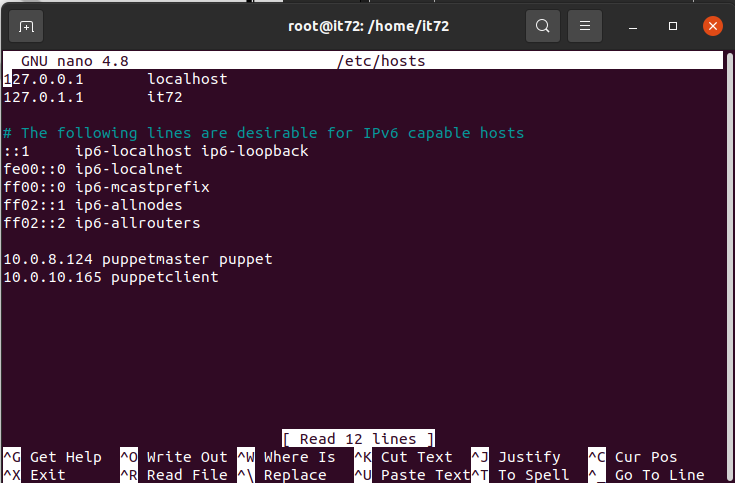 root@it72: /home/it72
GNU nano 4.8 /etc/hosts
127.0.0.1 localhost
127.0.1.1 it72
# The following lines are desirable for IPv6 capable hosts
::1 ip6-localhost ip6-loopback
fe00::0 ip6-localnet
ff00::0 ip6-mcastprefix
ff02::1 ip6-allnodes
ff02::2 ip6-allrouters
10.0.8.124 puppetmaster puppet
10.0.10.165 puppetclient
[ Read 12 lines ]
^G Get Help ^O Write Out ^W Where Is ^K Cut Text ^J Justify ^C Cur Pos
^X Exit ^R Read File ^\ Replace ^U Paste Text ^T To Spell ^_ Go To Line